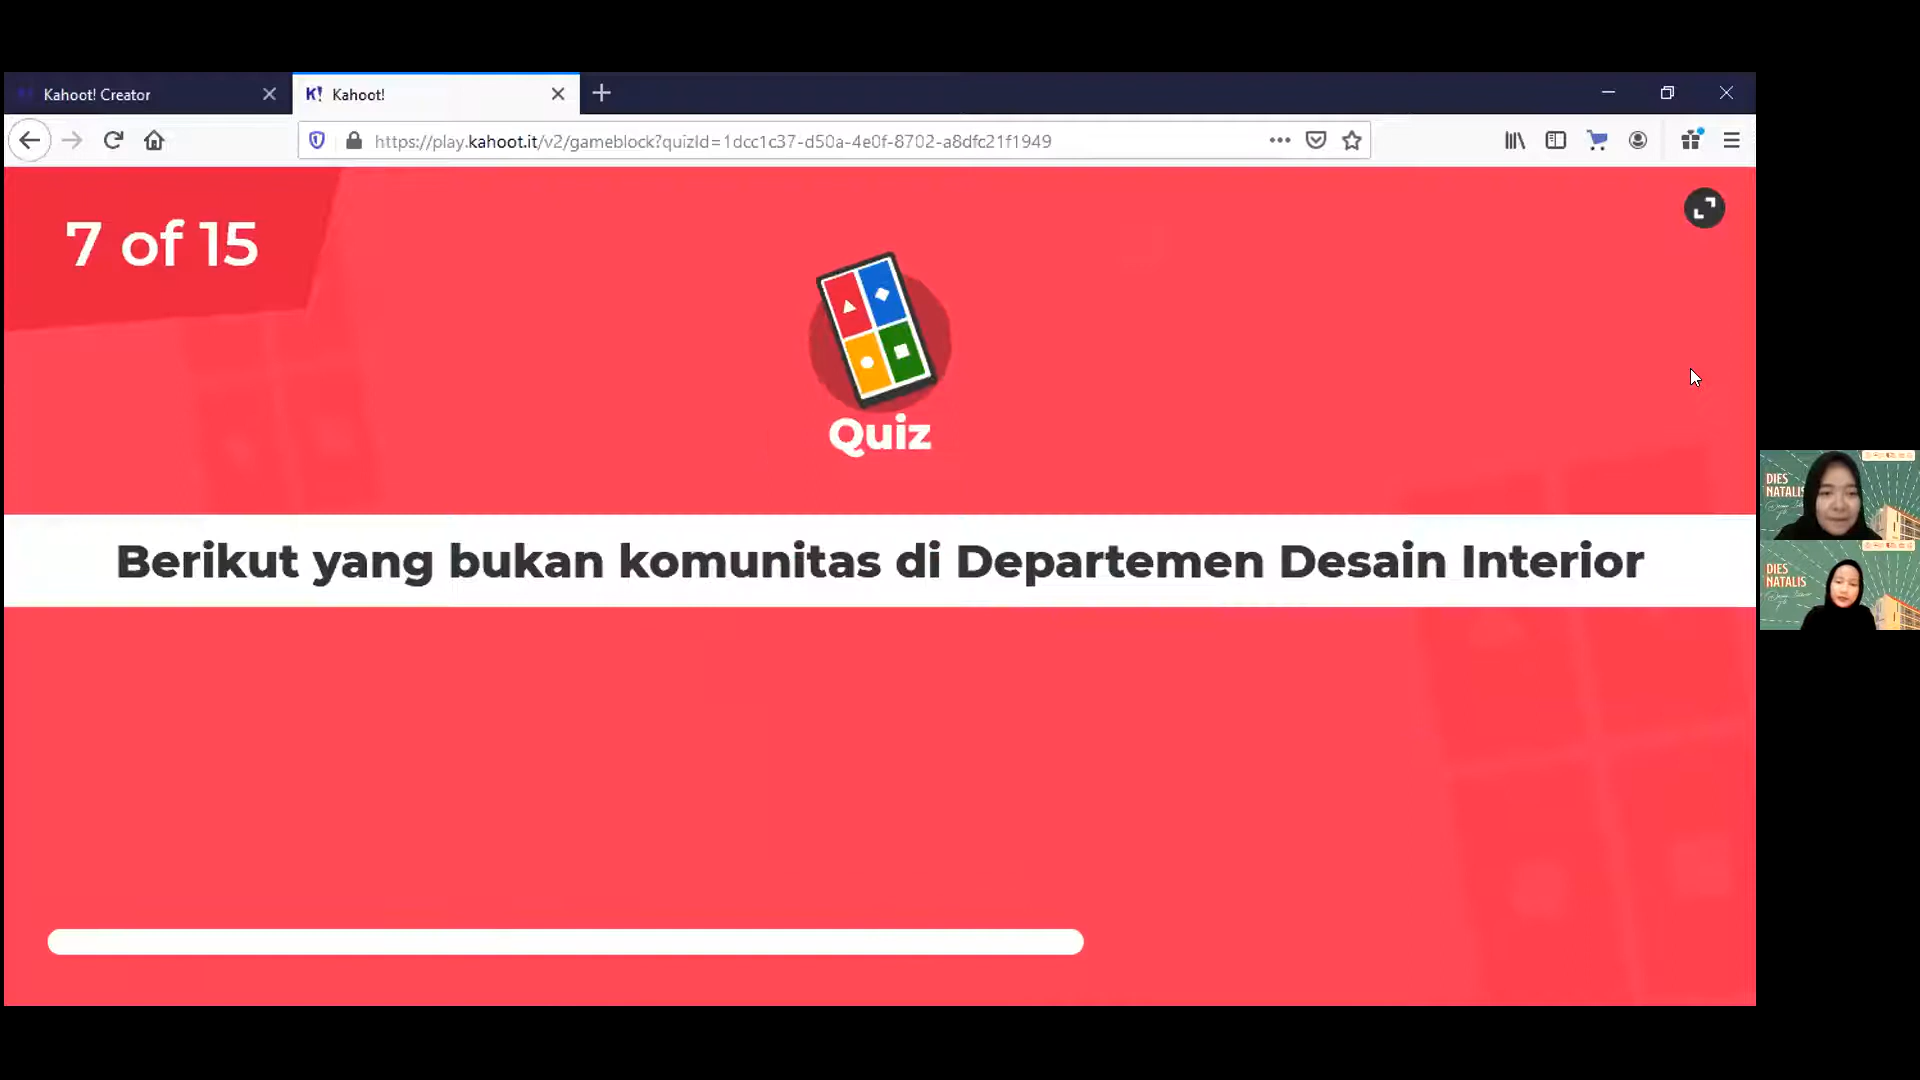 Kahoot! Creator
K! Kahoot!
https://play.kahoot.it/v2/gameblock?quizId=1dcc1c37-d50a-4e0f-8702-a8dfc21f1949
7 of 15
Quiz
Berikut yang bukan komunitas di Departemen Desain Interior
DIES
NATALIS
DIES
NATALIS